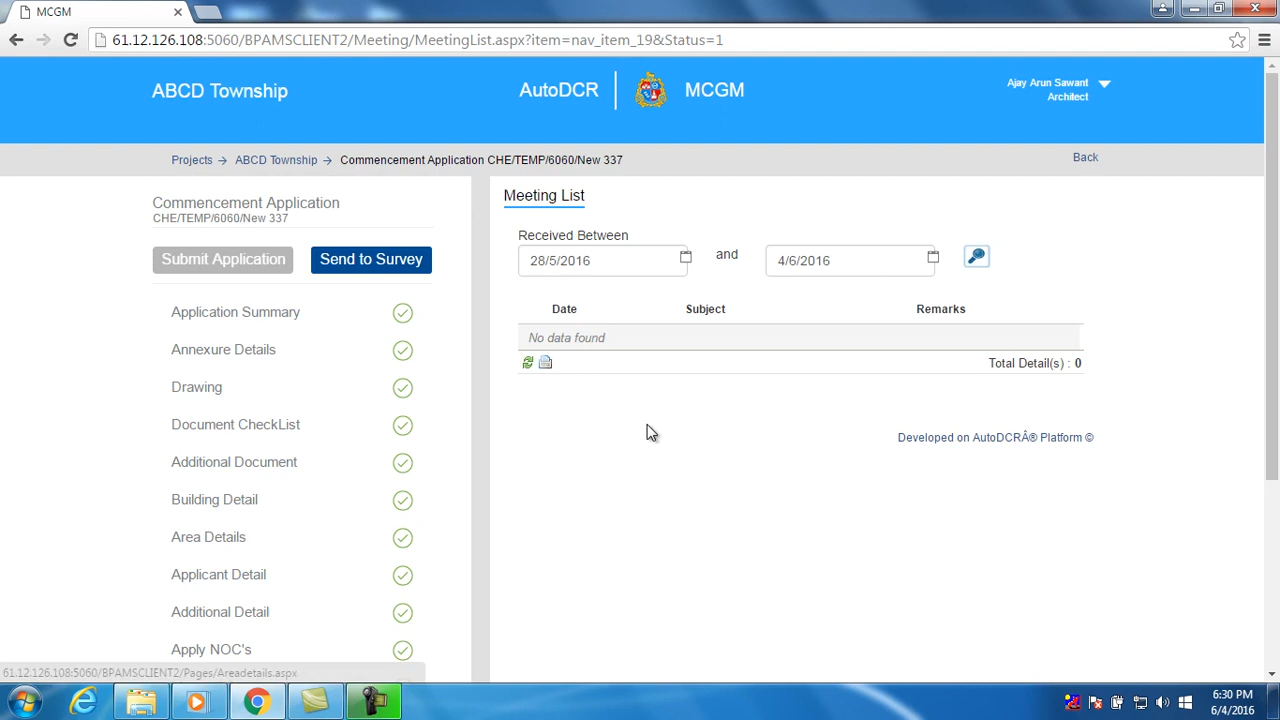 MCGM
61.12.126.108:5060/BPAMSCLIENT2/Meeting/MeetingList.aspx?item=nav_item_19&Status=1
ABCD Township
AutoDCR
MCGM
Ajay Arun Sawant
Architect
Projects → ABCD Township → Commencement Application CHE/TEMP/6060/New 337
Back
Commencement Application
CHE/TEMP/6060/New 337
Submit Application
Send to Survey
Application Summary
Annexure Details
Drawing
Document CheckList
Additional Document
Building Detail
Area Details
Applicant Detail
Additional Detail
Apply NOC's
Meeting List
Received Between
28/5/2016 and 4/6/2016
Date Subject Remarks
No data found
Total Detail(s) : 0
Developed on AutoDCRÂ® Platform ©
61.12.126.108:5060/BPAMSCLIENT2/Pages/Areadetails.aspx
6:30 PM
6/4/2016